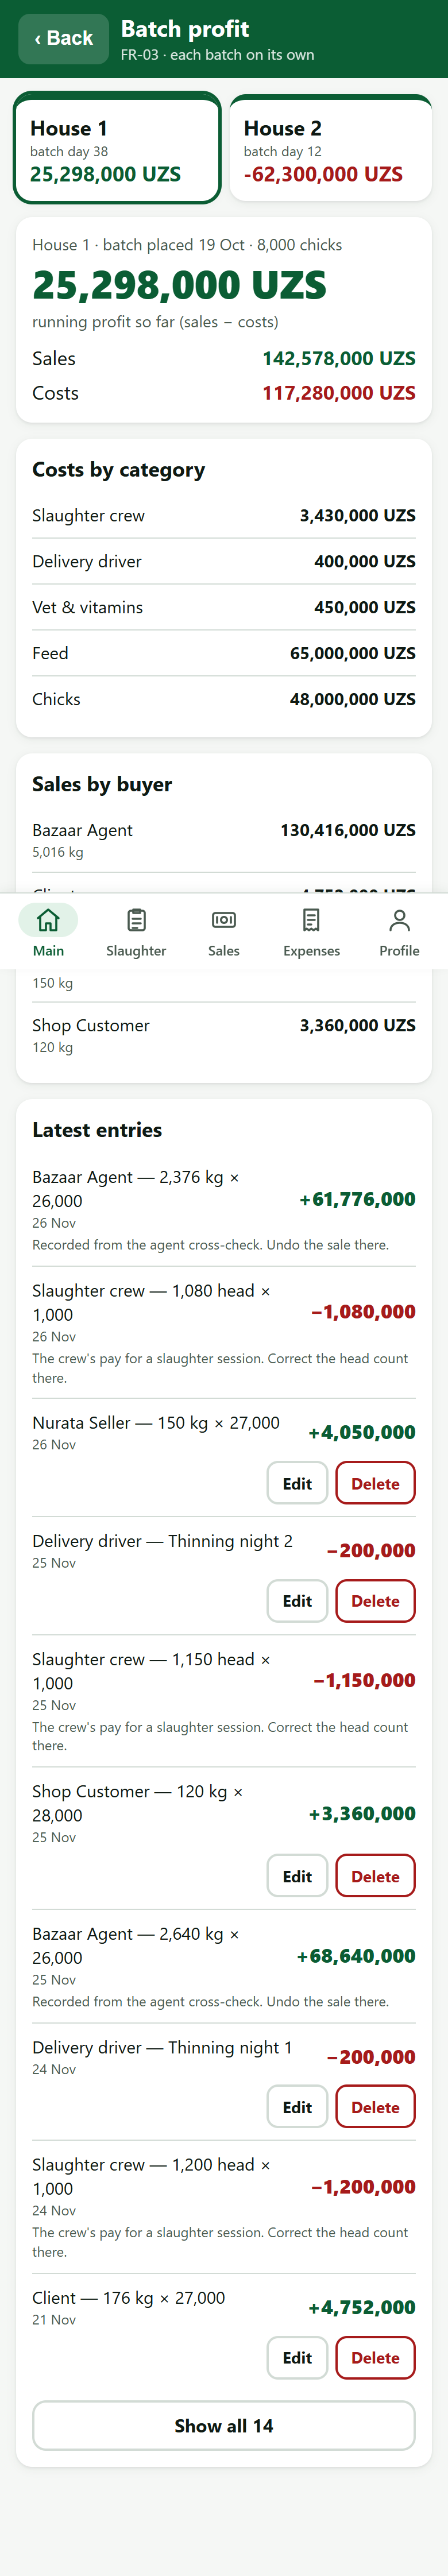 ‹ Back
Batch profit
FR-03 · each batch on its own
House 1
batch day 38
25,298,000 UZS
House 2
batch day 12
-62,300,000 UZS
House 1 · batch placed 19 Oct · 8,000 chicks
25,298,000 UZS
running profit so far (sales − costs)
Sales 142,578,000 UZS
Costs 117,280,000 UZS
Costs by category
Slaughter crew 3,430,000 UZS
Delivery driver 400,000 UZS
Vet & vitamins 450,000 UZS
Feed 65,000,000 UZS
Chicks 48,000,000 UZS
Sales by buyer
Bazaar Agent 130,416,000 UZS
5,016 kg
Main
Slaughter
Sales
Expenses
Profile
150 kg
Shop Customer 3,360,000 UZS
120 kg
Latest entries
Bazaar Agent — 2,376 kg ×
26,000
+61,776,000
26 Nov
Recorded from the agent cross-check. Undo the sale there.
Slaughter crew — 1,080 head ×
1,000
−1,080,000
26 Nov
The crew's pay for a slaughter session. Correct the head count
there.
Nurata Seller — 150 kg × 27,000
+4,050,000
26 Nov
Edit Delete
Delivery driver — Thinning night 2
−200,000
25 Nov
Edit Delete
Slaughter crew — 1,150 head ×
1,000
−1,150,000
25 Nov
The crew's pay for a slaughter session. Correct the head count
there.
Shop Customer — 120 kg ×
28,000
+3,360,000
25 Nov
Edit Delete
Bazaar Agent — 2,640 kg ×
26,000
+68,640,000
25 Nov
Recorded from the agent cross-check. Undo the sale there.
Delivery driver — Thinning night 1
−200,000
24 Nov
Edit Delete
Slaughter crew — 1,200 head ×
1,000
−1,200,000
24 Nov
The crew's pay for a slaughter session. Correct the head count
there.
Client — 176 kg × 27,000
+4,752,000
21 Nov
Edit Delete
Show all 14